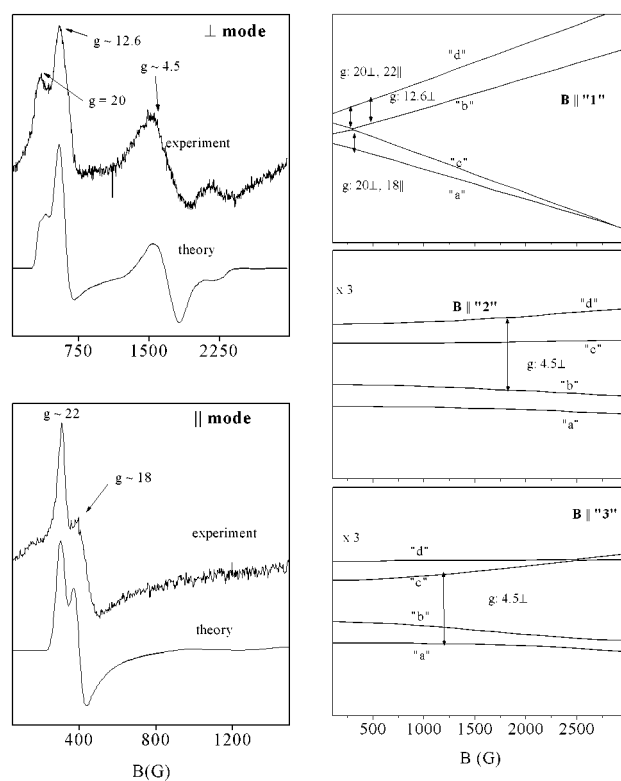 ⊥ mode
g ~ 12.6
g ~ 4.5
g = 20
experiment
theory
750 1500 2250
|| mode
g ~ 22
g ~ 18
experiment
theory
400 800 1200
B(G)
"d"
g: 20⊥, 22||
g: 12.6⊥
"b"
B || "1"
"c"
g: 20⊥, 18||
"a"
x 3
B || "2"
"d"
"c"
g: 4.5⊥
"b"
"a"
B || "3"
x 3
"d"
"c"
g: 4.5⊥
"b"
"a"
500 1000 1500 2000 2500
B (G)